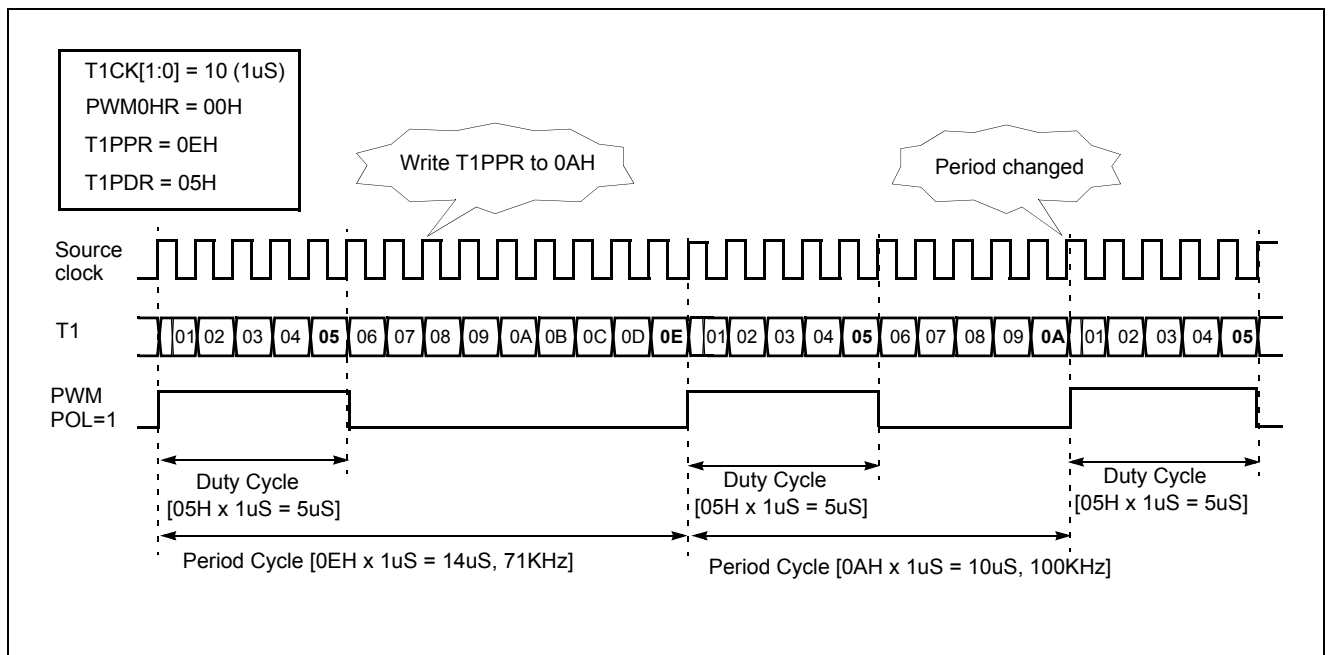 T1CK[1:0] = 10 (1uS)
PWM0HR = 00H
T1PPR = 0EH
T1PDR = 05H
Write T1PPR to 0AH
Period changed
Source
clock
T1
01 02 03 04 05 06 07 08 09 0A 0B 0C 0D 0E 01 02 03 04 05 06 07 08 09 0A 01 02 03 04 05
PWM
POL=1
Duty Cycle
[05H x 1uS = 5uS]
Duty Cycle
[05H x 1uS = 5uS]
Duty Cycle
[05H x 1uS = 5uS]
Period Cycle [0EH x 1uS = 14uS, 71KHz]
Period Cycle [0AH x 1uS = 10uS, 100KHz]